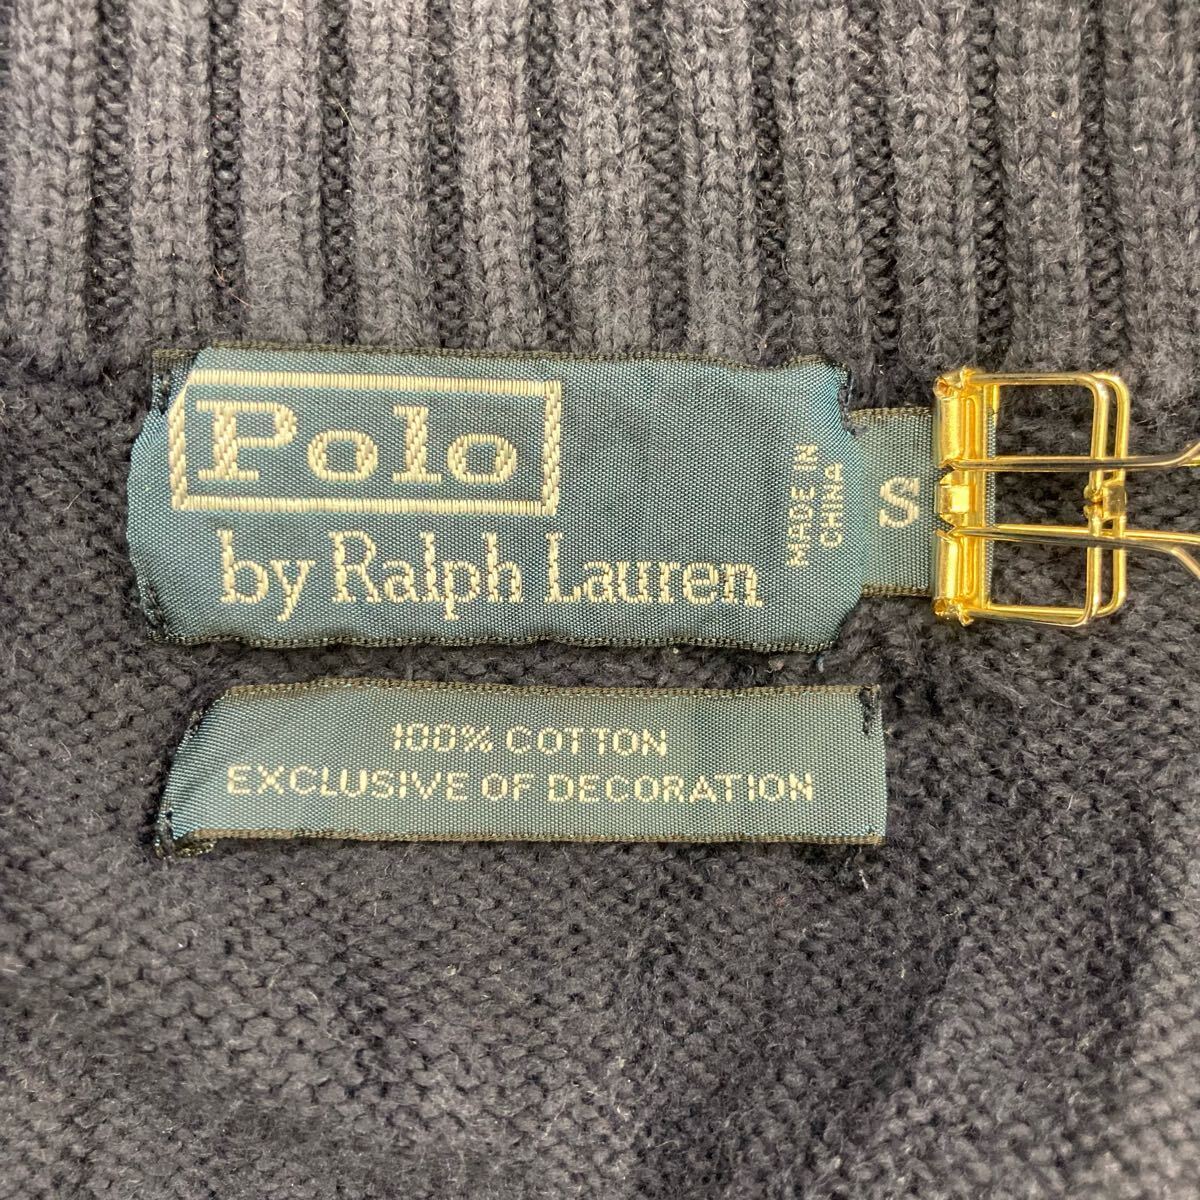 Polo
by Ralph Lauren
MADE IN
CHINA
S
100% COTTON
EXCLUSIVE OF DECORATION